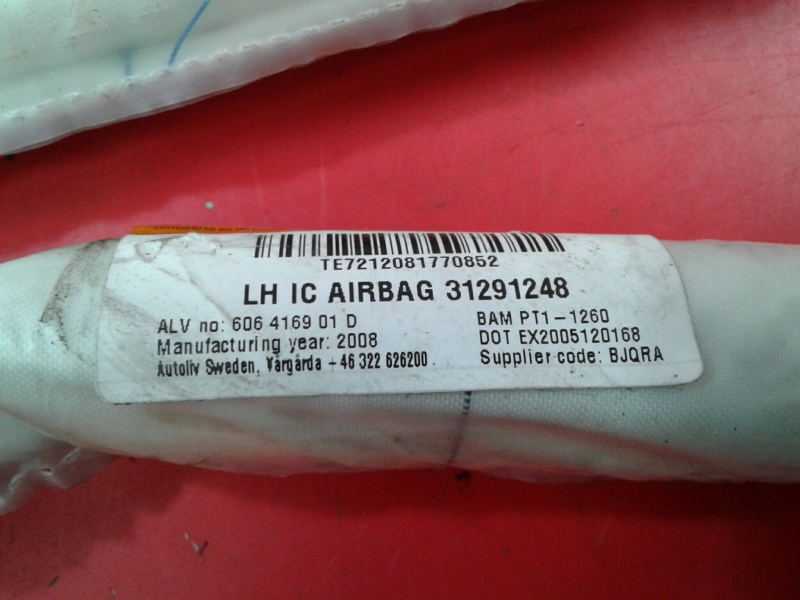 TE7212081770852
LH IC AIRBAG 31291248
ALV no: 606 4169 01 D
Manufacturing year: 2008
Autoliv Sweden, Vårgårda +46 322 626200
BAM PT1-1260
DOT EX2005120168
Supplier code: BJQRA